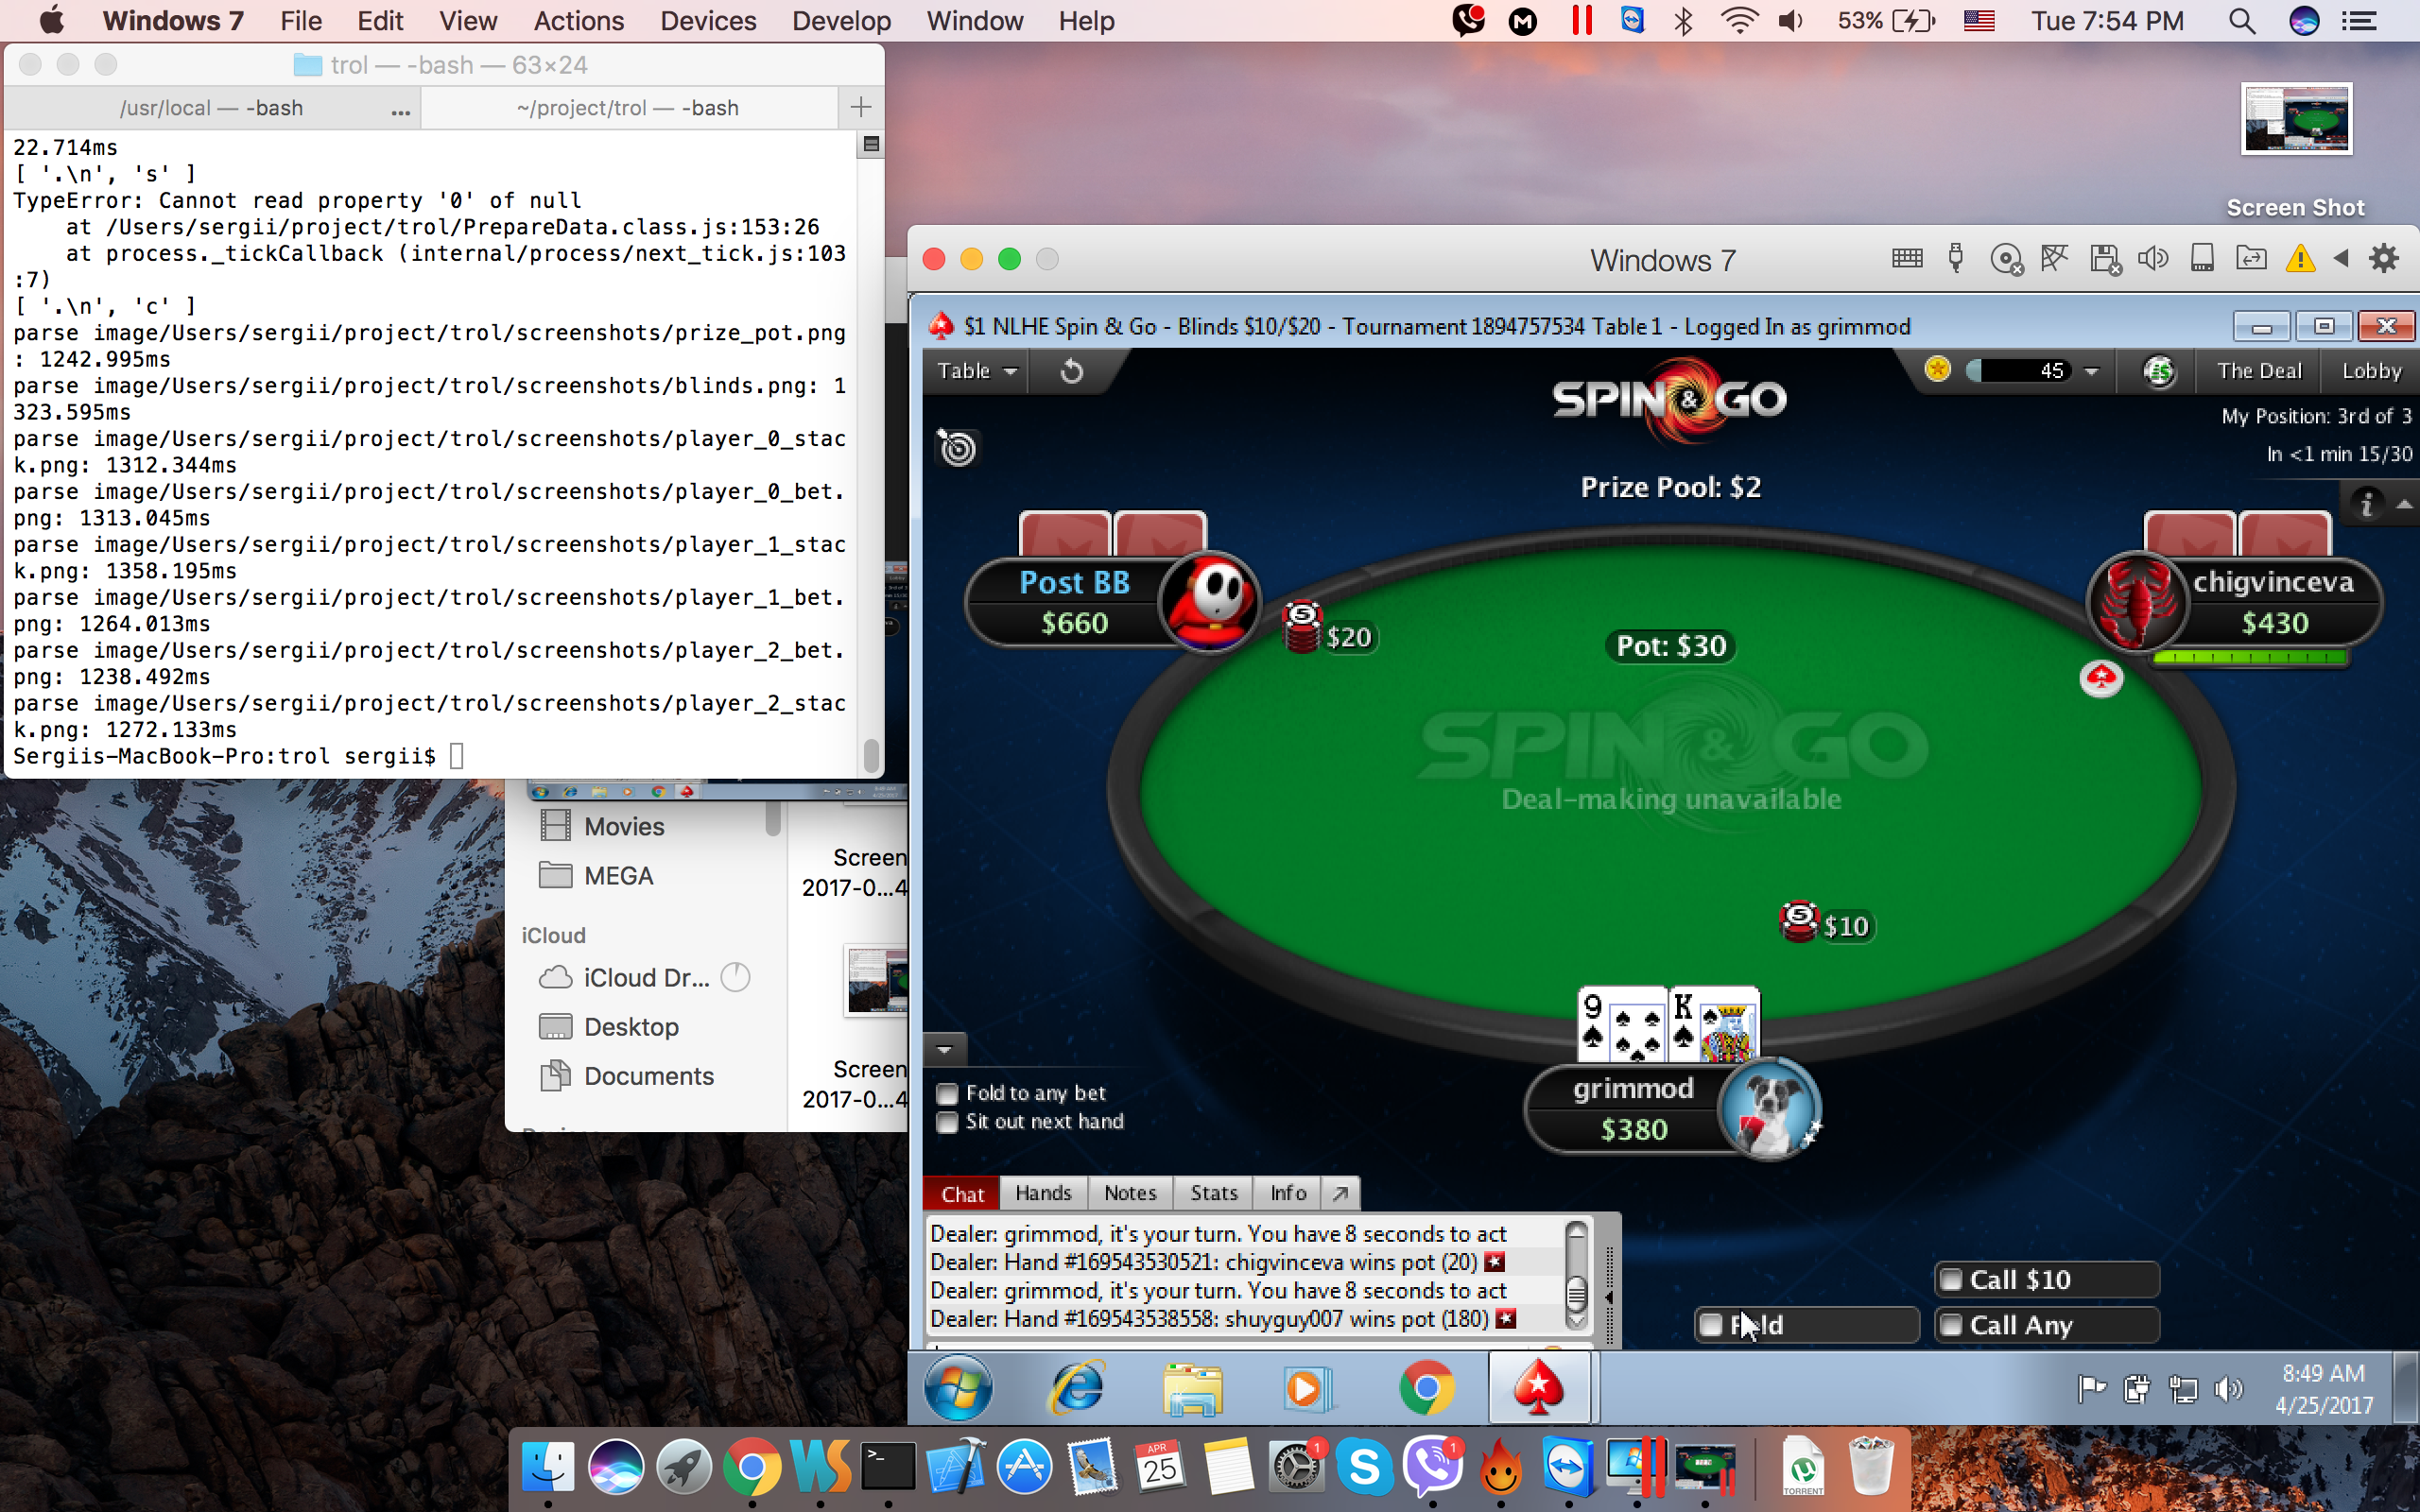 Windows 7 File Edit View Actions Devices Develop Window Help
53% Tue 7:54 PM
trol — -bash — 63×24
/usr/local — -bash ... ~/project/trol — -bash +
22.714ms
[ '.\n', 's' ]
TypeError: Cannot read property '0' of null
at /Users/sergii/project/trol/PrepareData.class.js:153:26
at process._tickCallback (internal/process/next_tick.js:103
:7)
[ '.\n', 'c' ]
parse image/Users/sergii/project/trol/screenshots/prize_pot.png
: 1242.995ms
parse image/Users/sergii/project/trol/screenshots/blinds.png: 1
323.595ms
parse image/Users/sergii/project/trol/screenshots/player_0_stac
k.png: 1312.344ms
parse image/Users/sergii/project/trol/screenshots/player_0_bet.
png: 1313.045ms
parse image/Users/sergii/project/trol/screenshots/player_1_stac
k.png: 1358.195ms
parse image/Users/sergii/project/trol/screenshots/player_1_bet.
png: 1264.013ms
parse image/Users/sergii/project/trol/screenshots/player_2_bet.
png: 1238.492ms
parse image/Users/sergii/project/trol/screenshots/player_2_stac
k.png: 1272.133ms
Sergiis-MacBook-Pro:trol sergii$
Movies
MEGA
iCloud
iCloud Dr...
Desktop
Documents
Screen
2017-0...4
Screen
2017-0...4
Screen Shot
Windows 7
$1 NLHE Spin & Go - Blinds $10/$20 - Tournament 1894757534 Table 1 - Logged In as grimmod
Table
45
The Deal
Lobby
SPIN & GO
My Position: 3rd of 3
In <1 min 15/30
Prize Pool: $2
Post BB
$660
5
$20
Pot: $30
chigvinceva
$430
SPIN & GO
Deal-making unavailable
5
$10
9 K
grimmod
$380
Fold to any bet
Sit out next hand
Chat Hands Notes Stats Info
Dealer: grimmod, it's your turn. You have 8 seconds to act
Dealer: Hand #169543530521: chigvinceva wins pot (20)
Dealer: grimmod, it's your turn. You have 8 seconds to act
Dealer: Hand #169543538558: shuyguy007 wins pot (180)
Call $10
Call Any
8:49 AM
4/25/2017
WS
APR
25
1
1
TORRENT